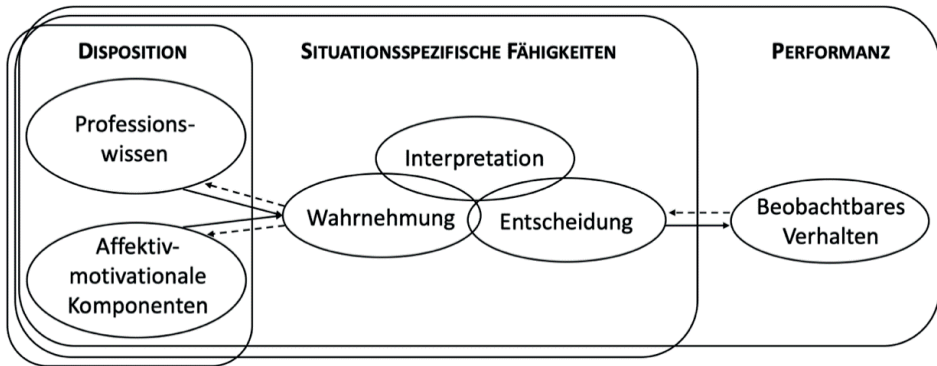 DISPOSITION
SITUATIONSSPEZIFISCHE FÄHIGKEITEN
PERFORMANZ
Professions-
wissen
Interpretation
Wahrnehmung
Entscheidung
Beobachtbares
Verhalten
Affektiv-
motivationale
Komponenten